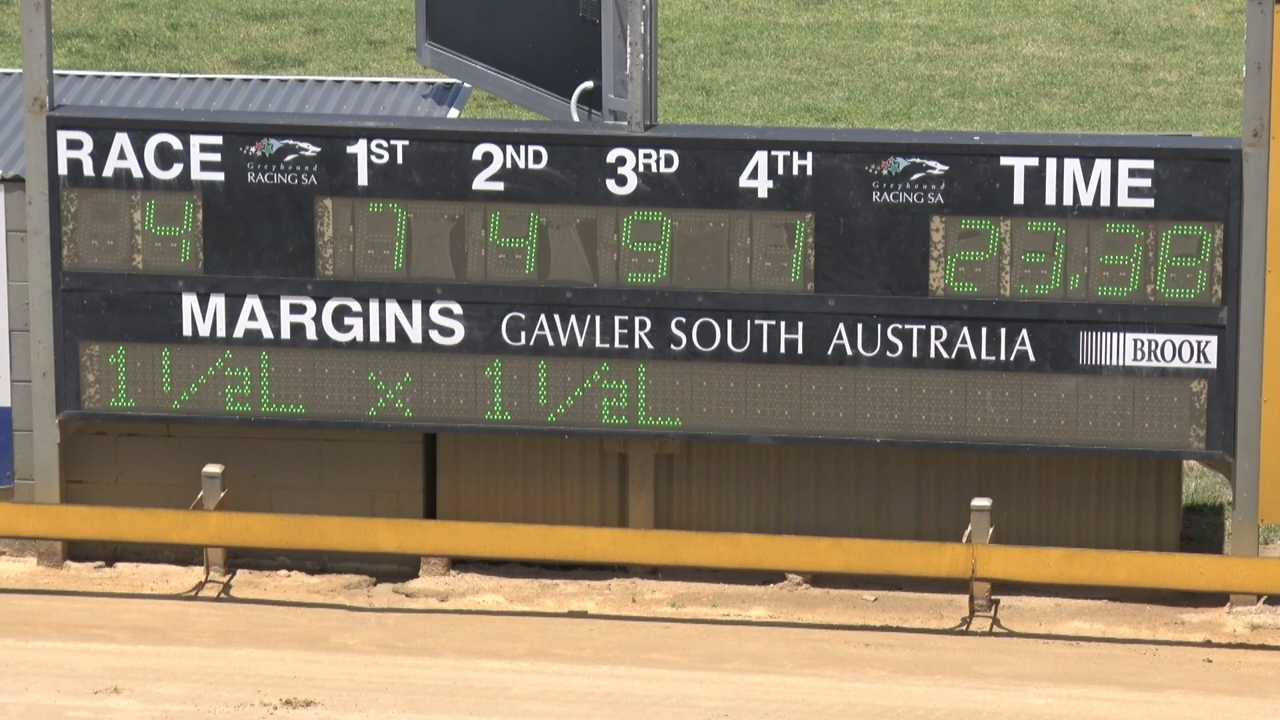 RACE Greyhound RACING SA 1ST 2ND 3RD 4TH Greyhound RACING SA TIME
4 7 4 9 1 23.38
MARGINS GAWLER SOUTH AUSTRALIA BROOK
1 1/2L x 1 1/2L